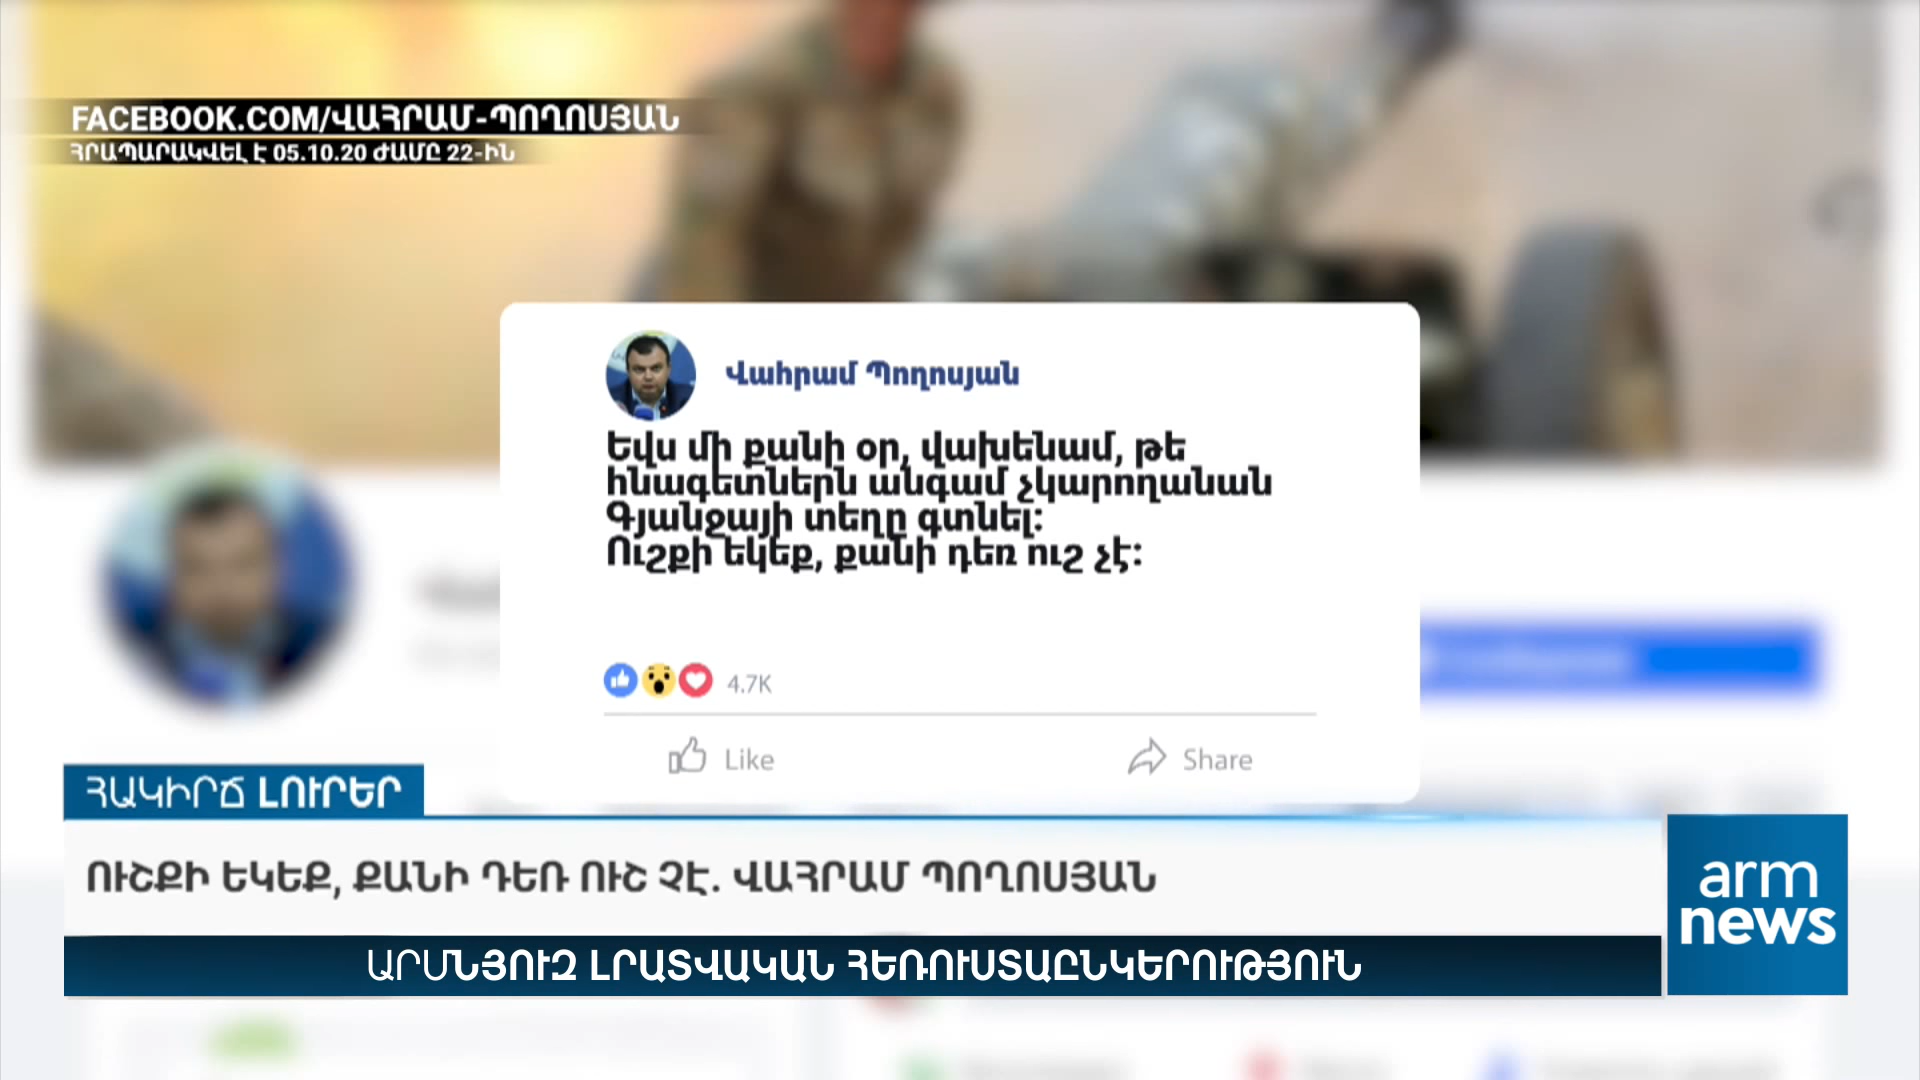 FACEBOOK.COM/ՎԱՀՐԱՄ-ՊՈՂՈՍՅԱՆ
ՀՐԱՊԱՐԱԿՎԵԼ Է 05.10.20 ԺԱՄԸ 22-ԻՆ
Վահրամ Պողոսյան
Եվս մի քանի օր, վախենամ, թե
հնագետներն անգամ չկարողանան
Գյանջայի տեղը գտնել:
Ուշքի եկեք, քանի դեռ ուշ չէ:
4.7K
Like
Share
ՀԱԿԻՐՃ ԼՈՒՐԵՐ
ՈՒՇՔԻ ԵԿԵՔ, ՔԱՆԻ ԴԵՌ ՈՒՇ ՉԷ. ՎԱՀՐԱՄ ՊՈՂՈՍՅԱՆ
arm
news
ԱՐՄՆՅՈՒԶ ԼՐԱՏՎԱԿԱՆ ՀԵՌՈՒՍՏԱԸՆԿԵՐՈՒԹՅՈՒՆ